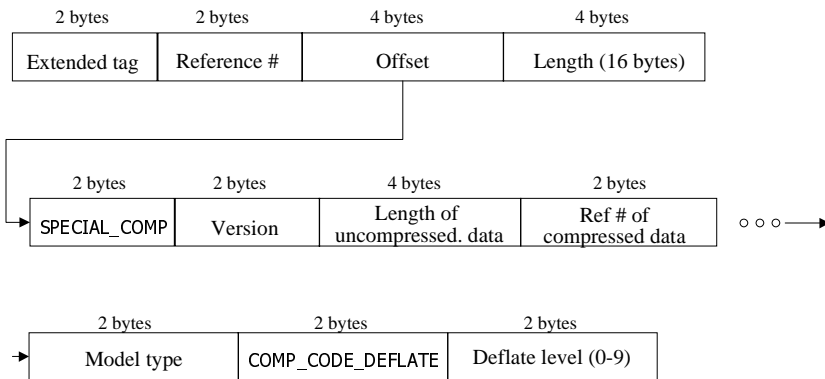 2 bytes 2 bytes 4 bytes 4 bytes
Extended tag Reference # Offset Length (16 bytes)
2 bytes 2 bytes 4 bytes 2 bytes
SPECIAL_COMP Version Length of uncompressed. data Ref # of compressed data
2 bytes 2 bytes 2 bytes
Model type COMP_CODE_DEFLATE Deflate level (0-9)